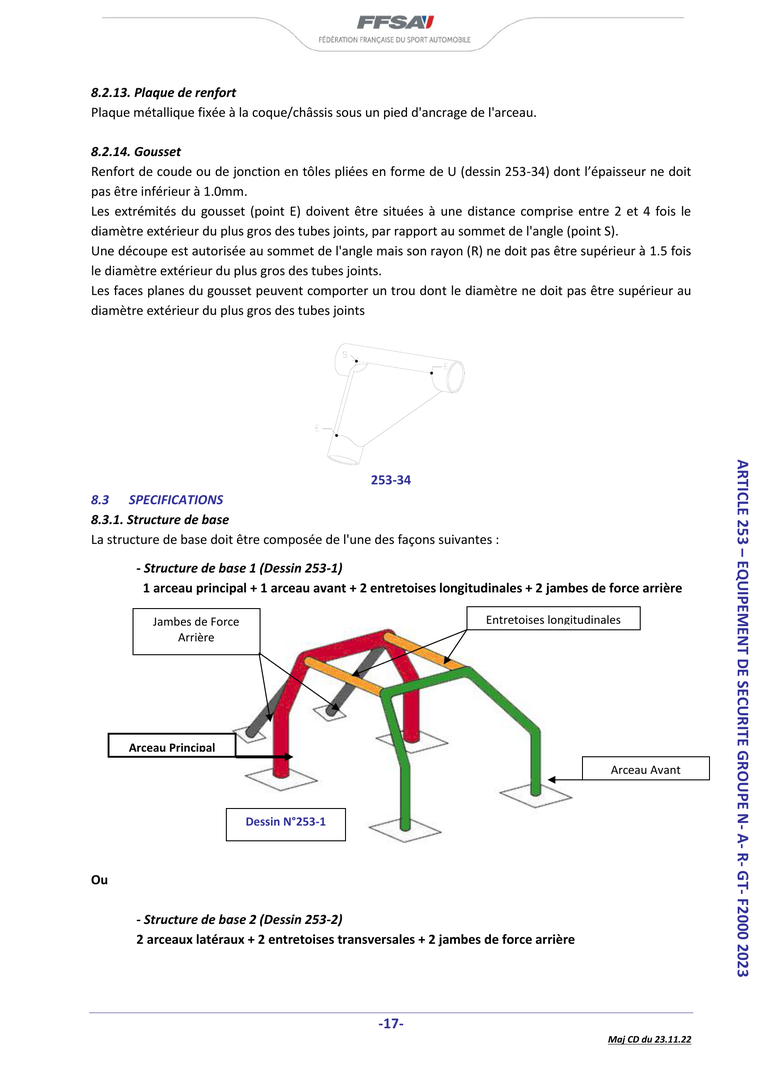 FFSA
FÉDÉRATION FRANÇAISE DU SPORT AUTOMOBILE
8.2.13. Plaque de renfort
Plaque métallique fixée à la coque/châssis sous un pied d'ancrage de l'arceau.
8.2.14. Gousset
Renfort de coude ou de jonction en tôles pliées en forme de U (dessin 253-34) dont l’épaisseur ne doit
pas être inférieur à 1.0mm.
Les extrémités du gousset (point E) doivent être situées à une distance comprise entre 2 et 4 fois le
diamètre extérieur du plus gros des tubes joints, par rapport au sommet de l'angle (point S).
Une découpe est autorisée au sommet de l'angle mais son rayon (R) ne doit pas être supérieur à 1.5 fois
le diamètre extérieur du plus gros des tubes joints.
Les faces planes du gousset peuvent comporter un trou dont le diamètre ne doit pas être supérieur au
diamètre extérieur du plus gros des tubes joints
S
E
E
253-34
8.3 SPECIFICATIONS
8.3.1. Structure de base
La structure de base doit être composée de l'une des façons suivantes :
- Structure de base 1 (Dessin 253-1)
1 arceau principal + 1 arceau avant + 2 entretoises longitudinales + 2 jambes de force arrière
Jambes de Force
Arrière
Entretoises longitudinales
Arceau Principal
Arceau Avant
Dessin N°253-1
Ou
- Structure de base 2 (Dessin 253-2)
2 arceaux latéraux + 2 entretoises transversales + 2 jambes de force arrière
ARTICLE 253 – EQUIPEMENT DE SECURITE GROUPE N- A- R- GT- F2000 2023
-17-
Maj CD du 23.11.22